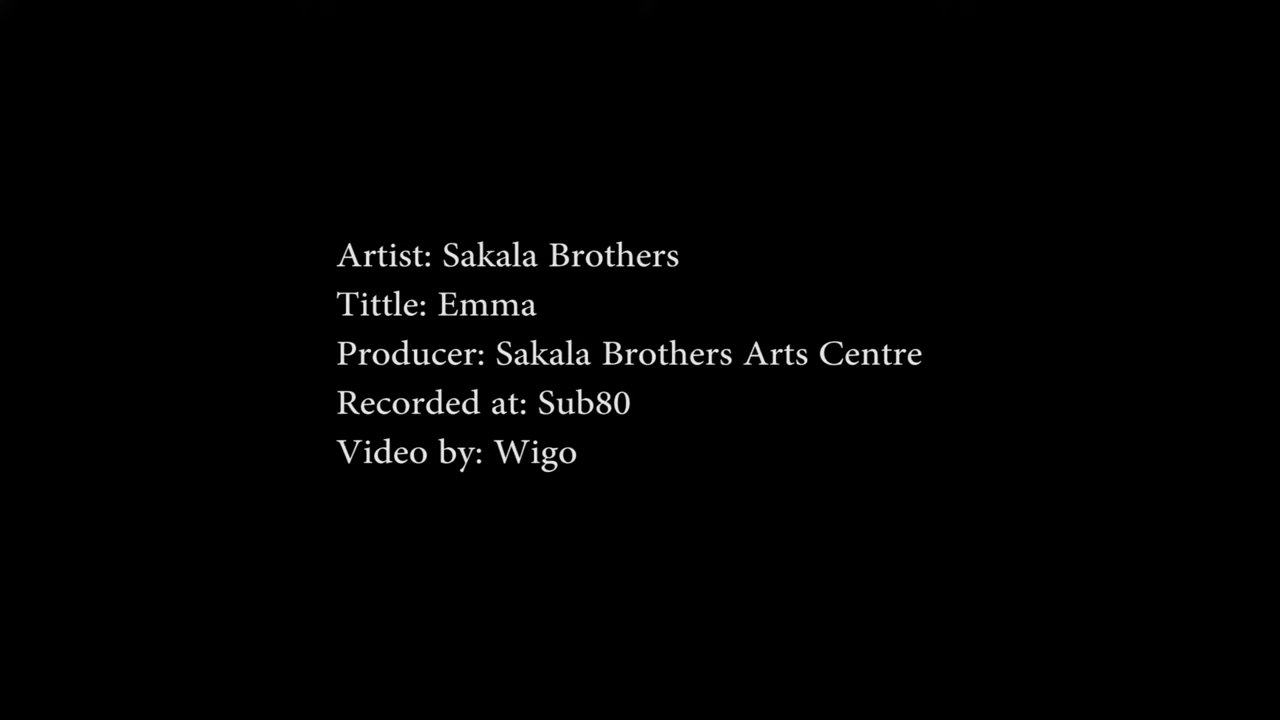 Artist: Sakala Brothers
Tittle: Emma
Producer: Sakala Brothers Arts Centre
Recorded at: Sub80
Video by: Wigo